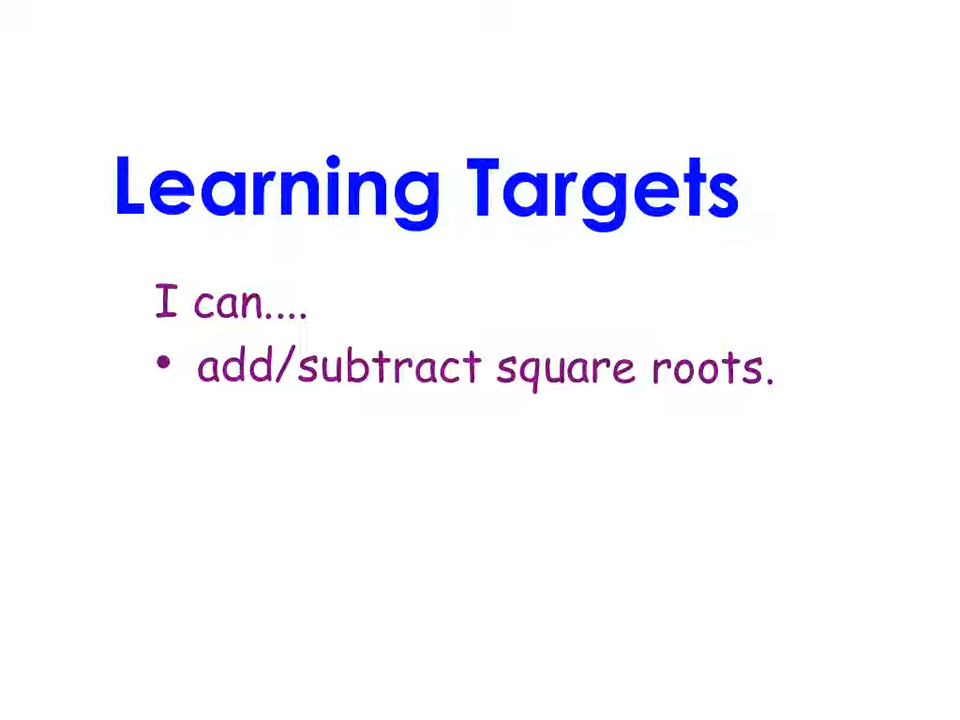 Learning Targets
I can....
• add/subtract square roots.